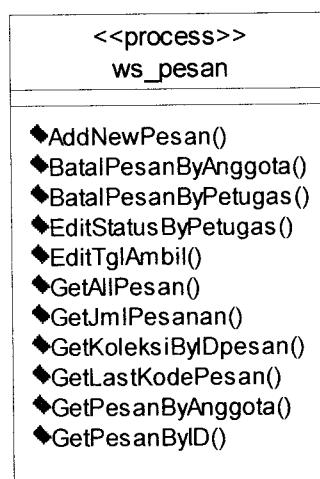 <<process>>
ws_pesan
AddNewPesan()
BatalPesanByAnggota()
BatalPesanByPetugas()
EditStatusByPetugas()
EditTglAmbil()
GetAllPesan()
GetJmlPesanan()
GetKoleksiByIDpesan()
GetLastKodePesan()
GetPesanByAnggota()
GetPesanByID()